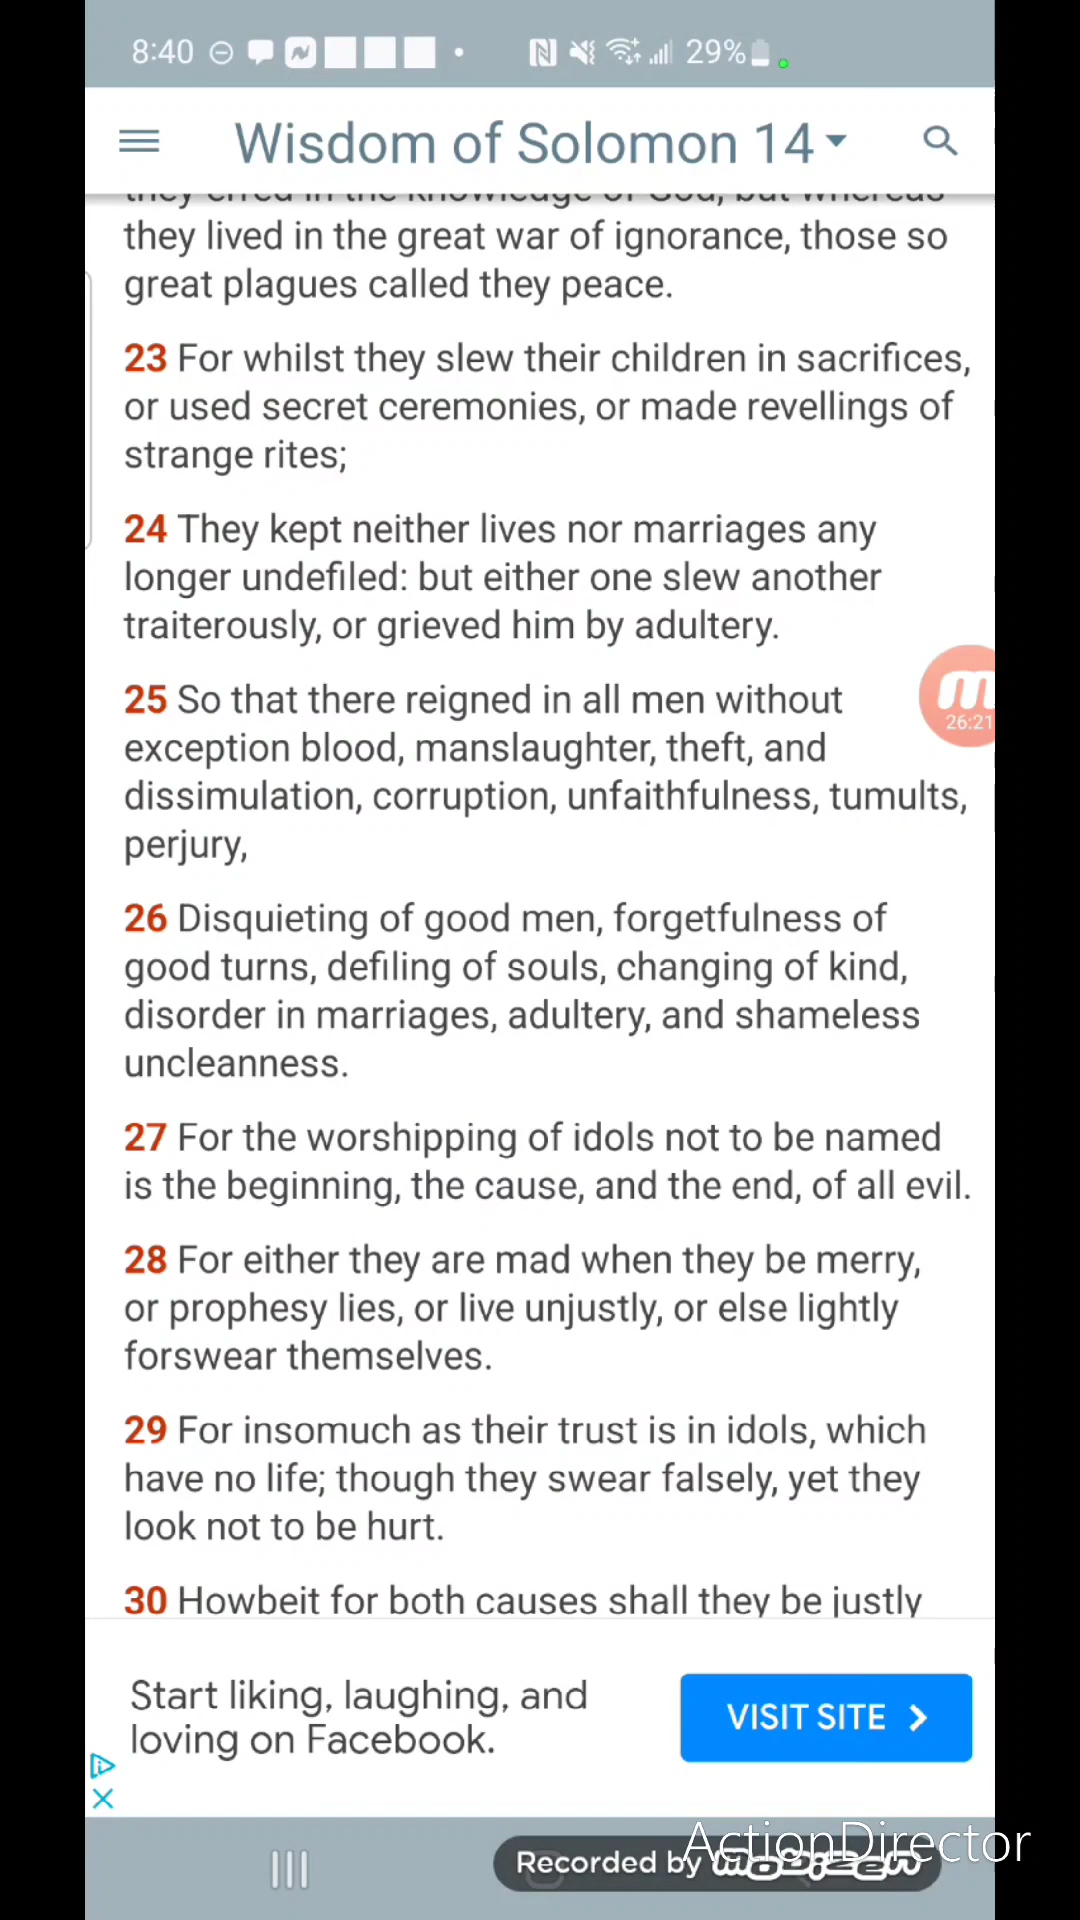 8:40
29%
Wisdom of Solomon 14
they erred in the knowledge of God, but whereas
they lived in the great war of ignorance, those so
great plagues called they peace.
23 For whilst they slew their children in sacrifices,
or used secret ceremonies, or made revellings of
strange rites;
24 They kept neither lives nor marriages any
longer undefiled: but either one slew another
traiterously, or grieved him by adultery.
25 So that there reigned in all men without
exception blood, manslaughter, theft, and
dissimulation, corruption, unfaithfulness, tumults,
perjury,
26 Disquieting of good men, forgetfulness of
good turns, defiling of souls, changing of kind,
disorder in marriages, adultery, and shameless
uncleanness.
27 For the worshipping of idols not to be named
is the beginning, the cause, and the end, of all evil.
28 For either they are mad when they be merry,
or prophesy lies, or live unjustly, or else lightly
forswear themselves.
29 For insomuch as their trust is in idols, which
have no life; though they swear falsely, yet they
look not to be hurt.
30 Howbeit for both causes shall they be justly
26:21
Start liking, laughing, and
loving on Facebook.
VISIT SITE
ActionDirector
Recorded by mobizen